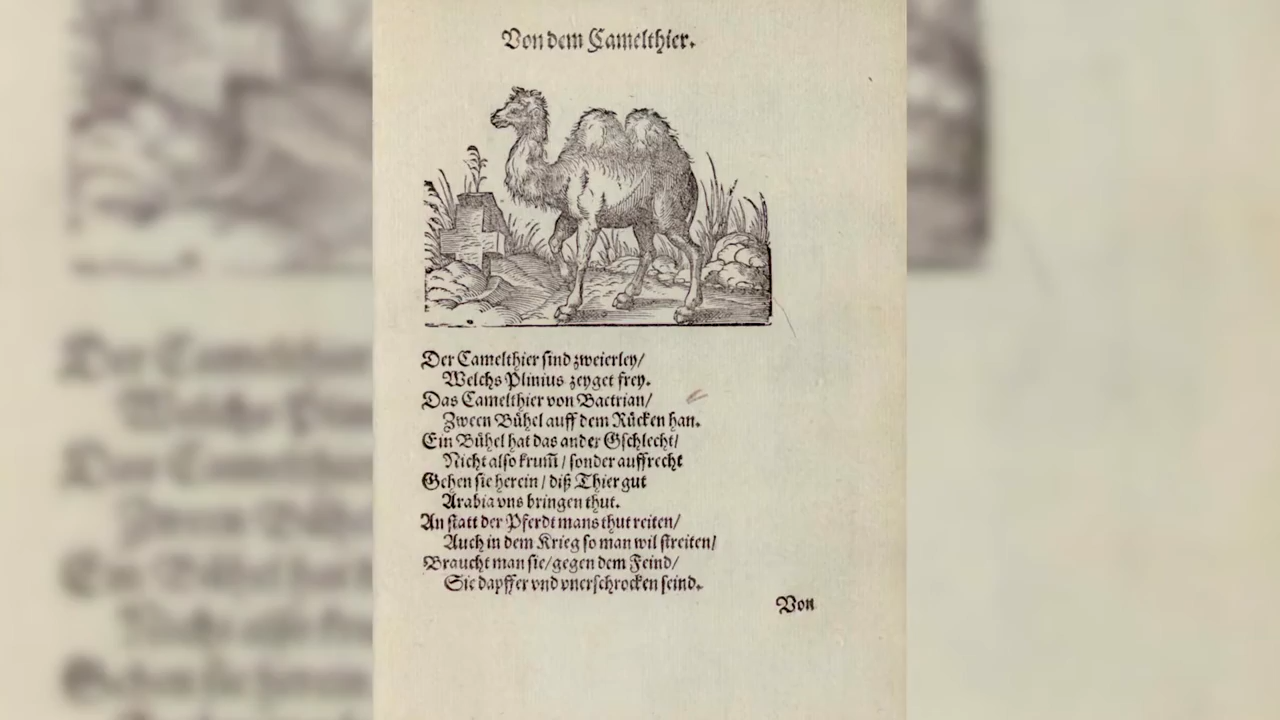 Von dem Camelthier.
Der Camelthier sind zweierley/
Welchs Plinius zeyget frey.
Das Camelthier von Bactrian/
Zween Bühel auff dem Rücken han.
Ein Bühel hat das ander Gschlecht/
Nicht also krum̃ / sonder auffrecht
Gehen sie herein / diß Thier gut
Arabia vns bringen thut.
An statt der Pferdt mans thut reiten/
Auch in dem Krieg so man wil streiten/
Braucht man sie/gegen dem Feind/
Sie dapffer vnd vnerschrocken seind.
Von